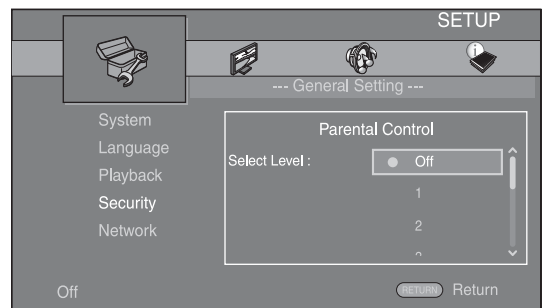 SETUP
--- General Setting ---
System
Language
Playback
Security
Network
Parental Control
Select Level :
Off
1
2
Off
RETURN Return